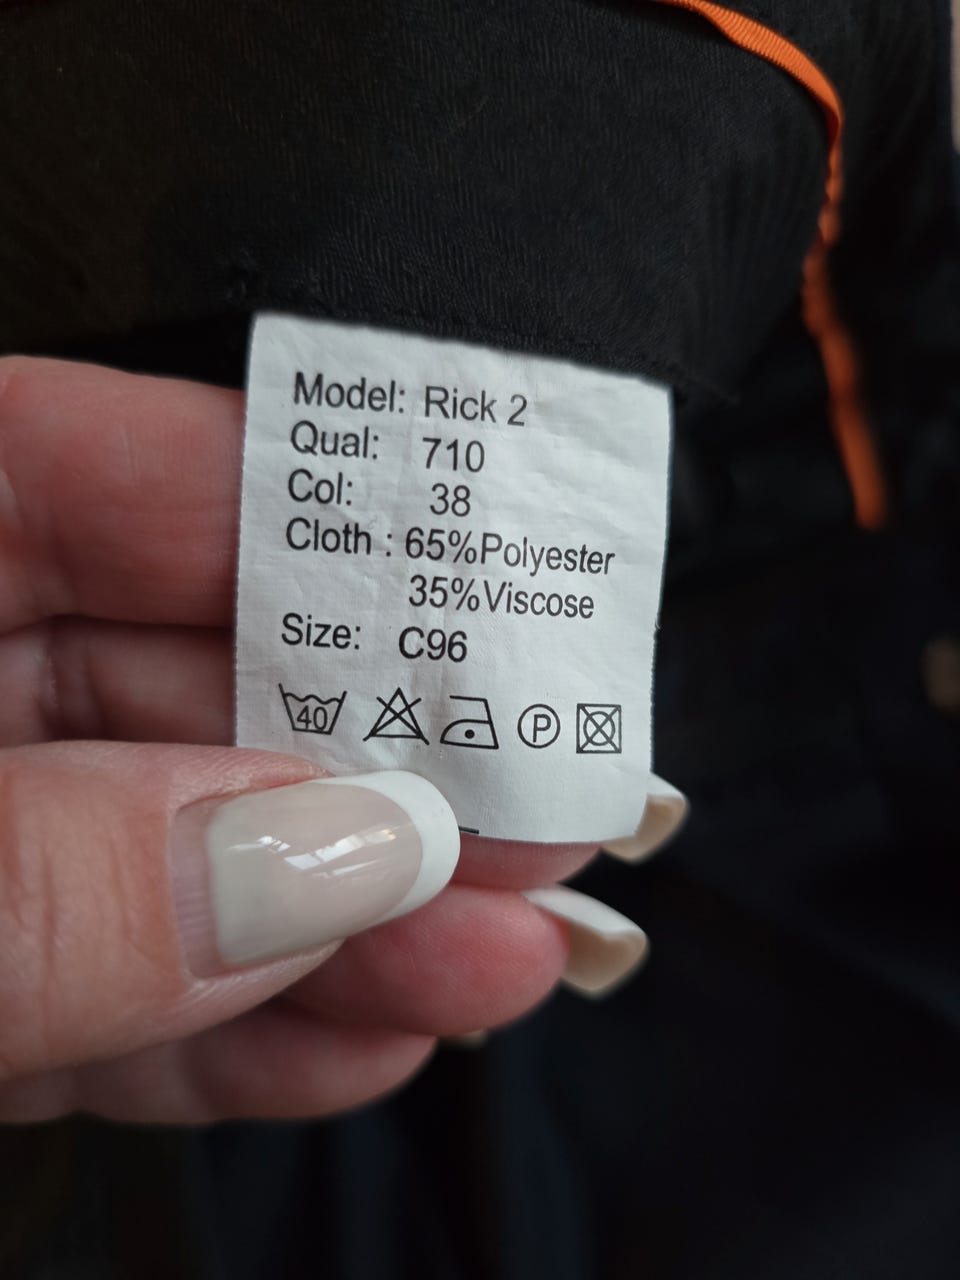 Model: Rick 2
Qual: 710
Col: 38
Cloth : 65%Polyester
35%Viscose
Size: C96
40 P